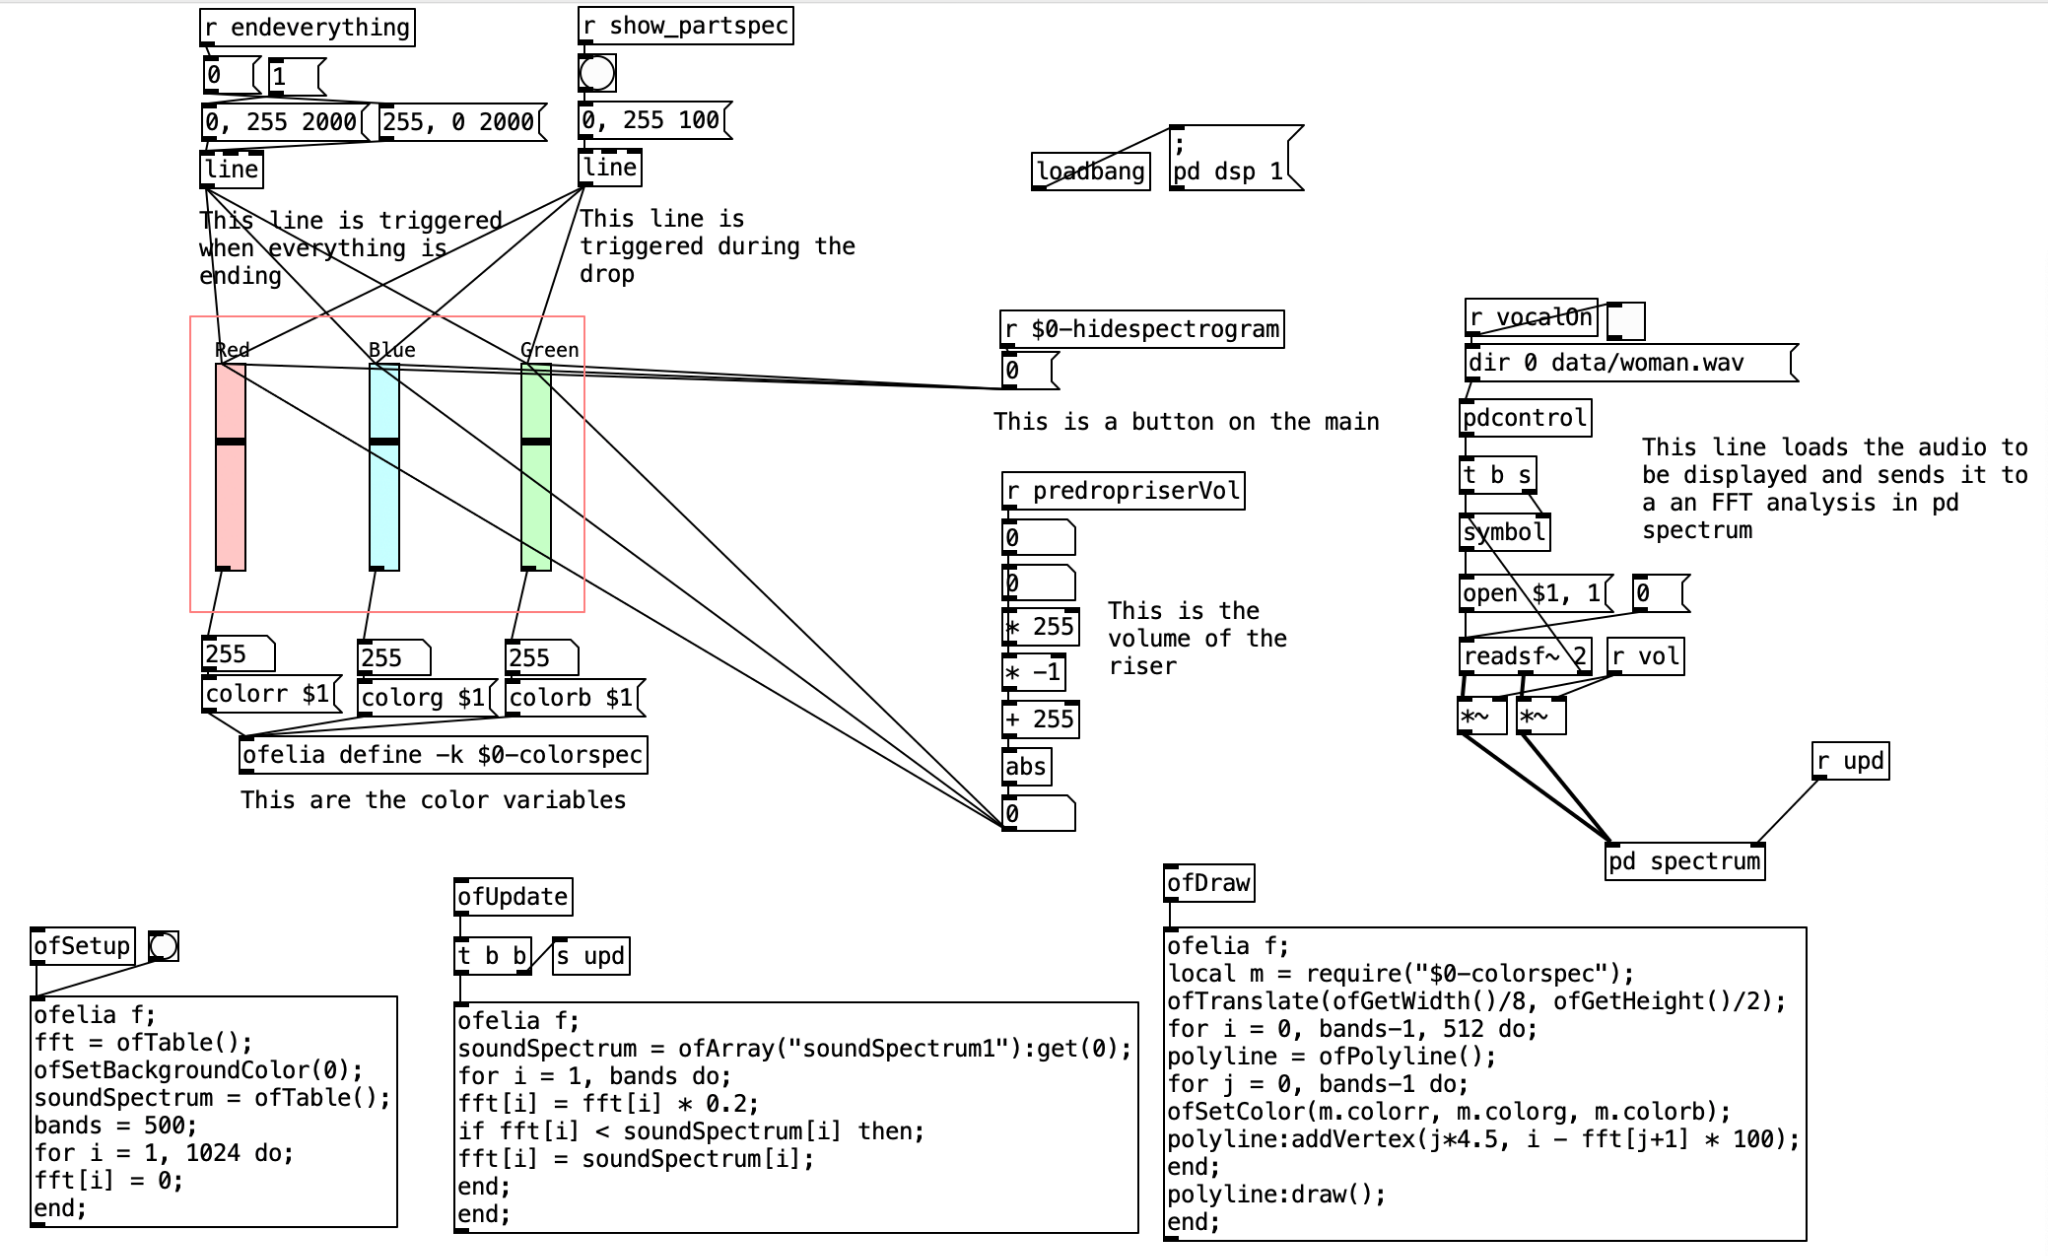 r endeverything
0
1
0, 255 2000
255, 0 2000
line
This line is triggered
when everything is
ending
r show_partspec
0, 255 100
line
This line is
triggered during the
drop
loadbang
;
pd dsp 1
Red
Blue
Green
255
255
255
colorr $1
colorg $1
colorb $1
ofelia define -k $0-colorspec
This are the color variables
r $0-hidespectrogram
0
This is a button on the main
r predropriserVol
0
0
* 255
* -1
+ 255
abs
0
This is the
volume of the
riser
r vocalOn
dir 0 data/woman.wav
pdcontrol
t b s
symbol
open $1, 1
0
readsf~ 2
r vol
*~
*~
This line loads the audio to
be displayed and sends it to
a an FFT analysis in pd
spectrum
r upd
pd spectrum
ofSetup
ofelia f;
fft = ofTable();
ofSetBackgroundColor(0);
soundSpectrum = ofTable();
bands = 500;
for i = 1, 1024 do;
fft[i] = 0;
end;
ofUpdate
t b b
s upd
ofelia f;
soundSpectrum = ofArray("soundSpectrum1"):get(0);
for i = 1, bands do;
fft[i] = fft[i] * 0.2;
if fft[i] < soundSpectrum[i] then;
fft[i] = soundSpectrum[i];
end;
end;
ofDraw
ofelia f;
local m = require("$0-colorspec");
ofTranslate(ofGetWidth()/8, ofGetHeight()/2);
for i = 0, bands-1, 512 do;
polyline = ofPolyline();
for j = 0, bands-1 do;
ofSetColor(m.colorr, m.colorg, m.colorb);
polyline:addVertex(j*4.5, i - fft[j+1] * 100);
end;
polyline:draw();
end;